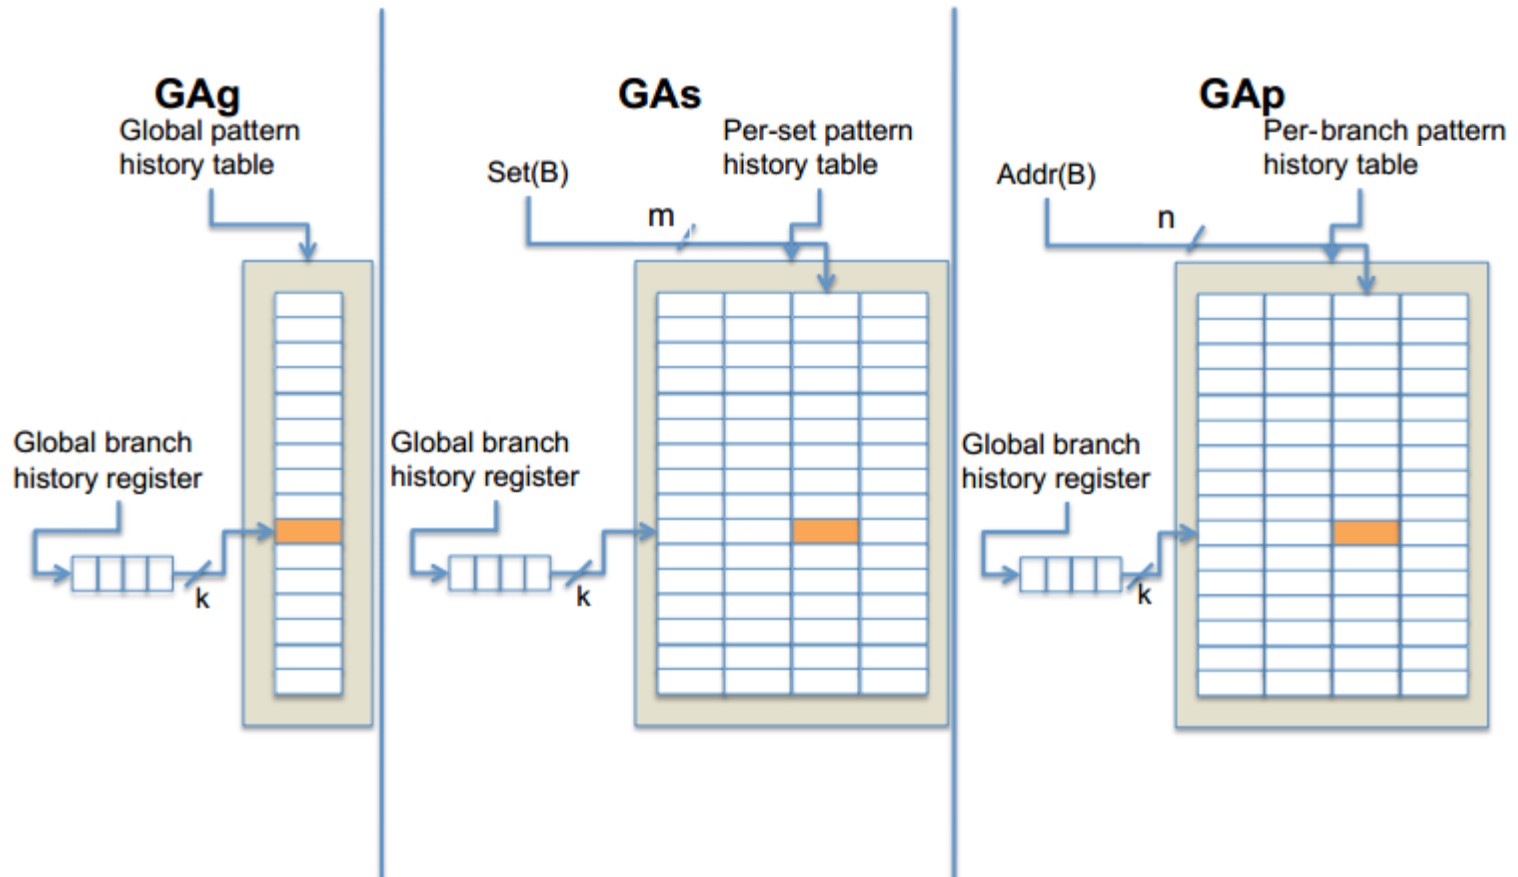 GAg
Global pattern
history table
Global branch
history register
k
GAs
Per-set pattern
history table
Set(B)
m
Global branch
history register
k
GAp
Per-branch pattern
history table
Addr(B)
n
Global branch
history register
k